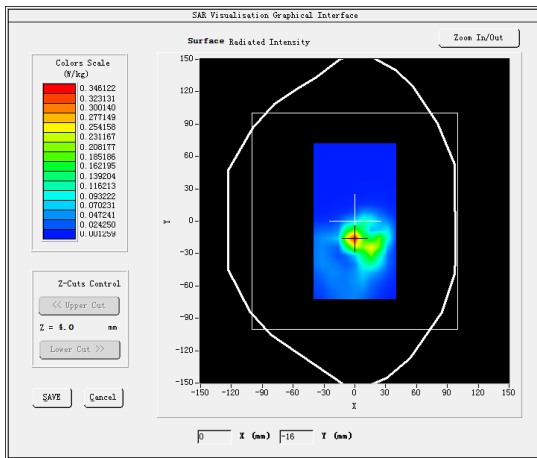 SAR Visualisation Graphical Interface
Surface Radiated Intensity
Zoom In/Out
Colors Scale
(W/kg)
0.346122
0.323131
0.300140
0.277149
0.254158
0.231167
0.208177
0.185186
0.162195
0.139204
0.116213
0.093222
0.070231
0.047241
0.024250
0.001259
Z-Cuts Control
<< Upper Cut
Z = 4.0 mm
Lower Cut >>
SAVE Cancel
150
120
90
60
30
0
-30
-60
-90
-120
-150
Y
-150 -120 -90 -60 -30 0 30 60 90 120 150
X
0 X (mm) -16 Y (mm)